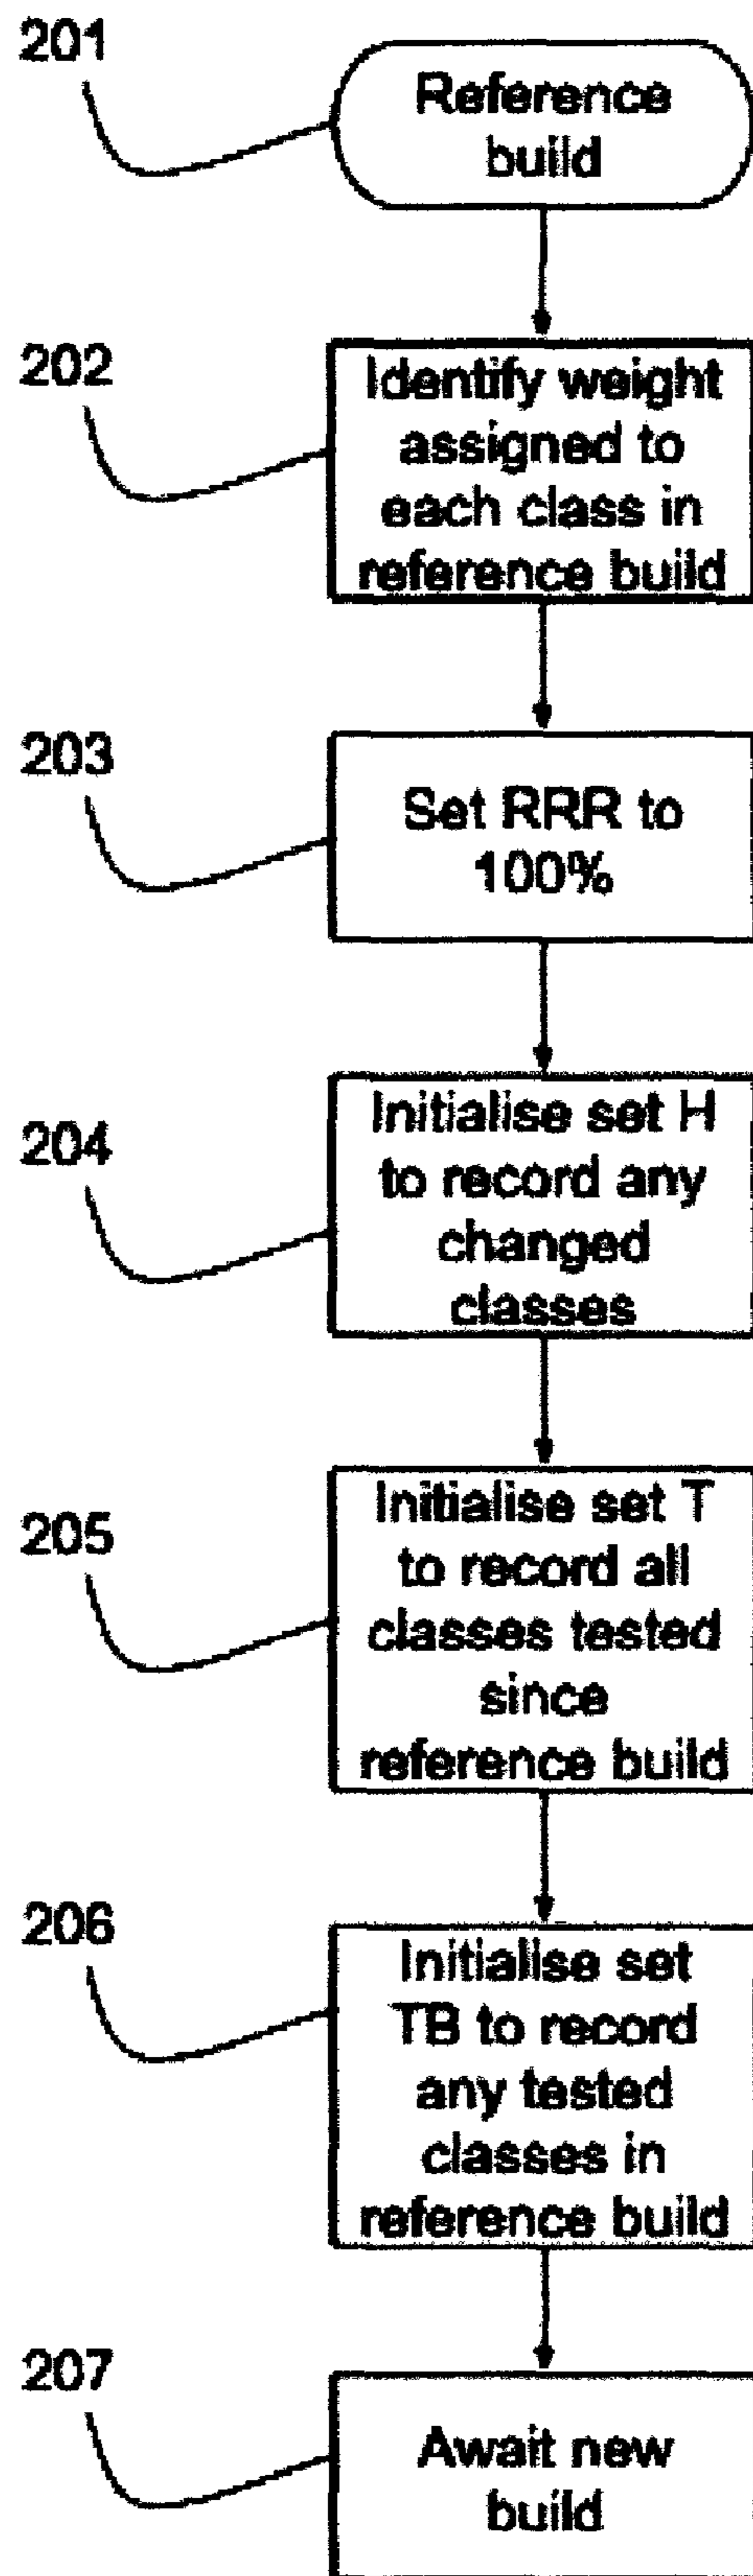 201
Reference
build
202
Identify weight
assigned to
each class in
reference build
203
Set RRR to
100%
204
Initialise set H
to record any
changed
classes
205
Initialise set T
to record all
classes tested
since
reference build
206
Initialise set
TB to record
any tested
classes in
reference build
207
Await new
build